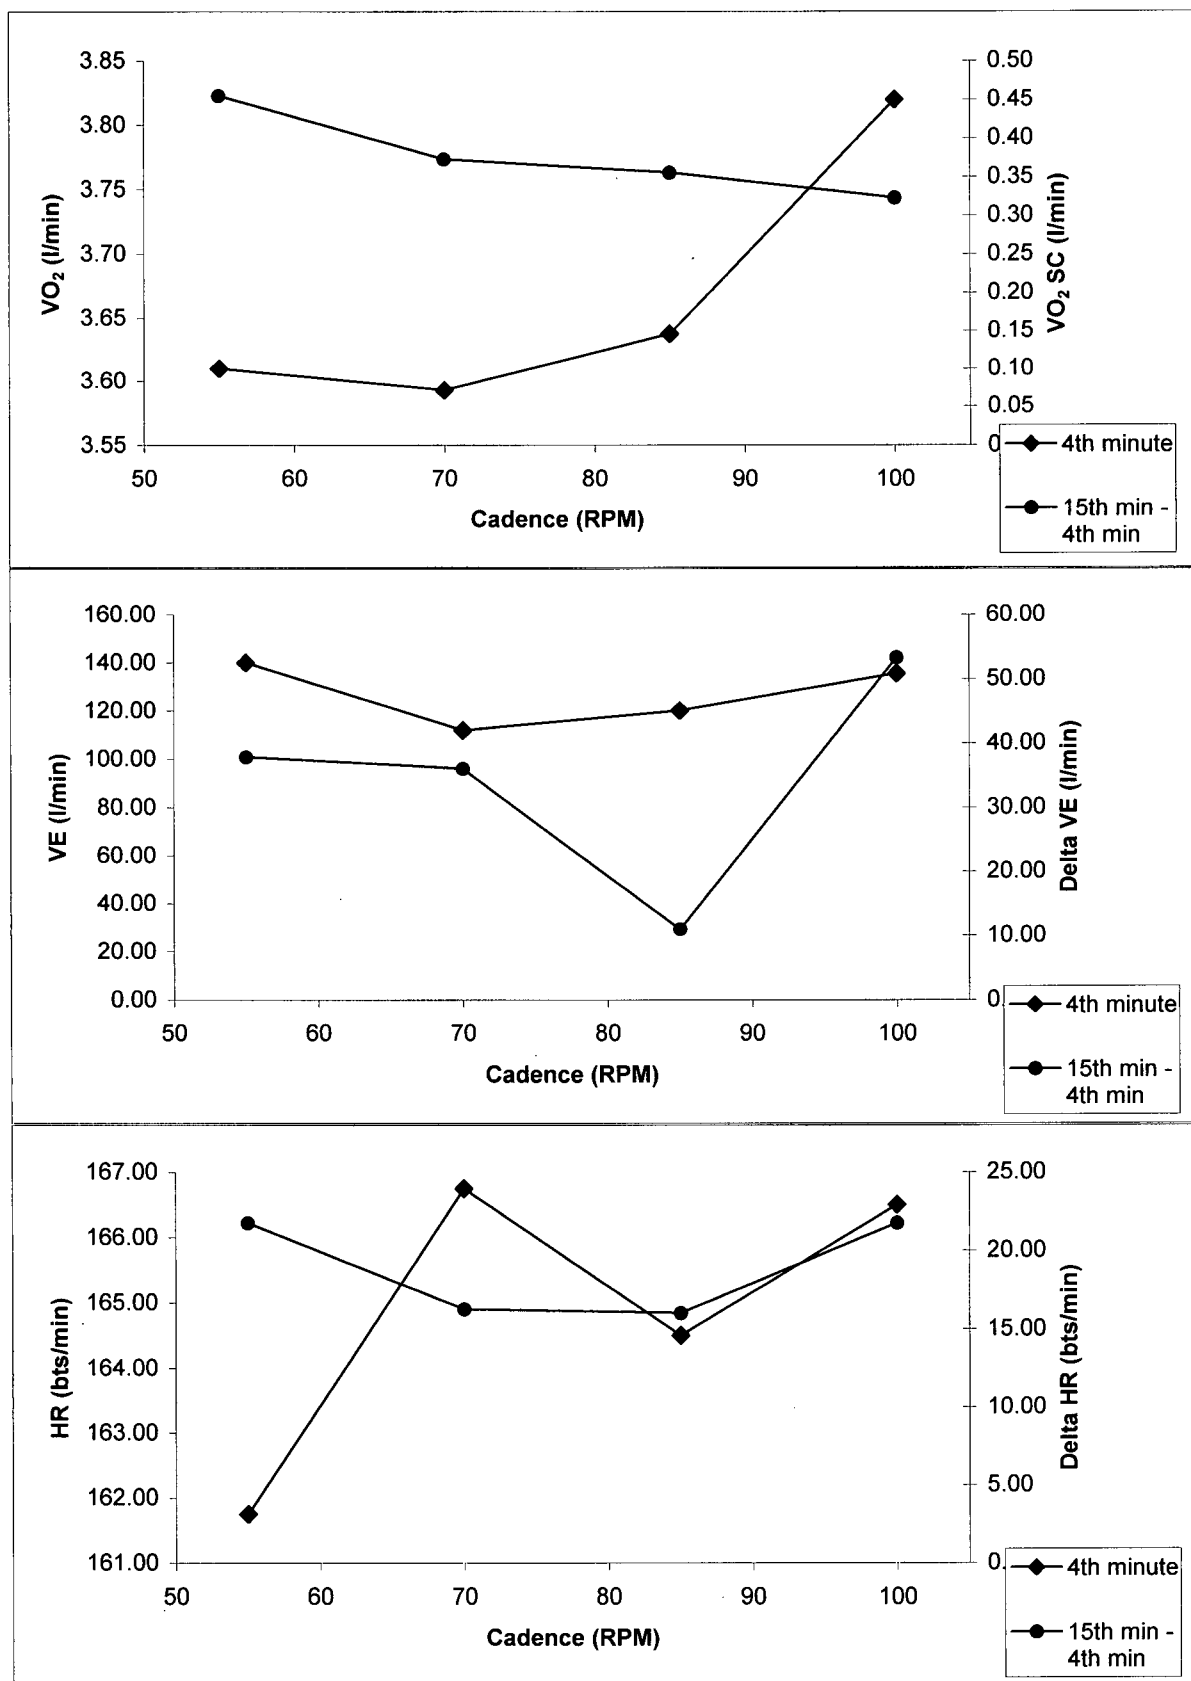 3.85
3.80
3.75
3.70
3.65
3.60
3.55
VO₂ (l/min)
50 60 70 80 90 100
Cadence (RPM)
0.50
0.45
0.40
0.35
0.30
0.25
0.20
0.15
0.10
0.05
0
VO₂ SC (l/min)
4th minute
15th min -
4th min
160.00
140.00
120.00
100.00
80.00
60.00
40.00
20.00
0.00
VE (l/min)
50 60 70 80 90 100
Cadence (RPM)
60.00
50.00
40.00
30.00
20.00
10.00
0.
Delta VE (l/min)
4th minute
15th min -
4th min
167.00
166.00
165.00
164.00
163.00
162.00
161.00
HR (bts/min)
50 60 70 80 90 100
Cadence (RPM)
25.00
20.00
15.00
10.00
5.00
0.
Delta HR (bts/min)
4th minute
15th min -
4th min